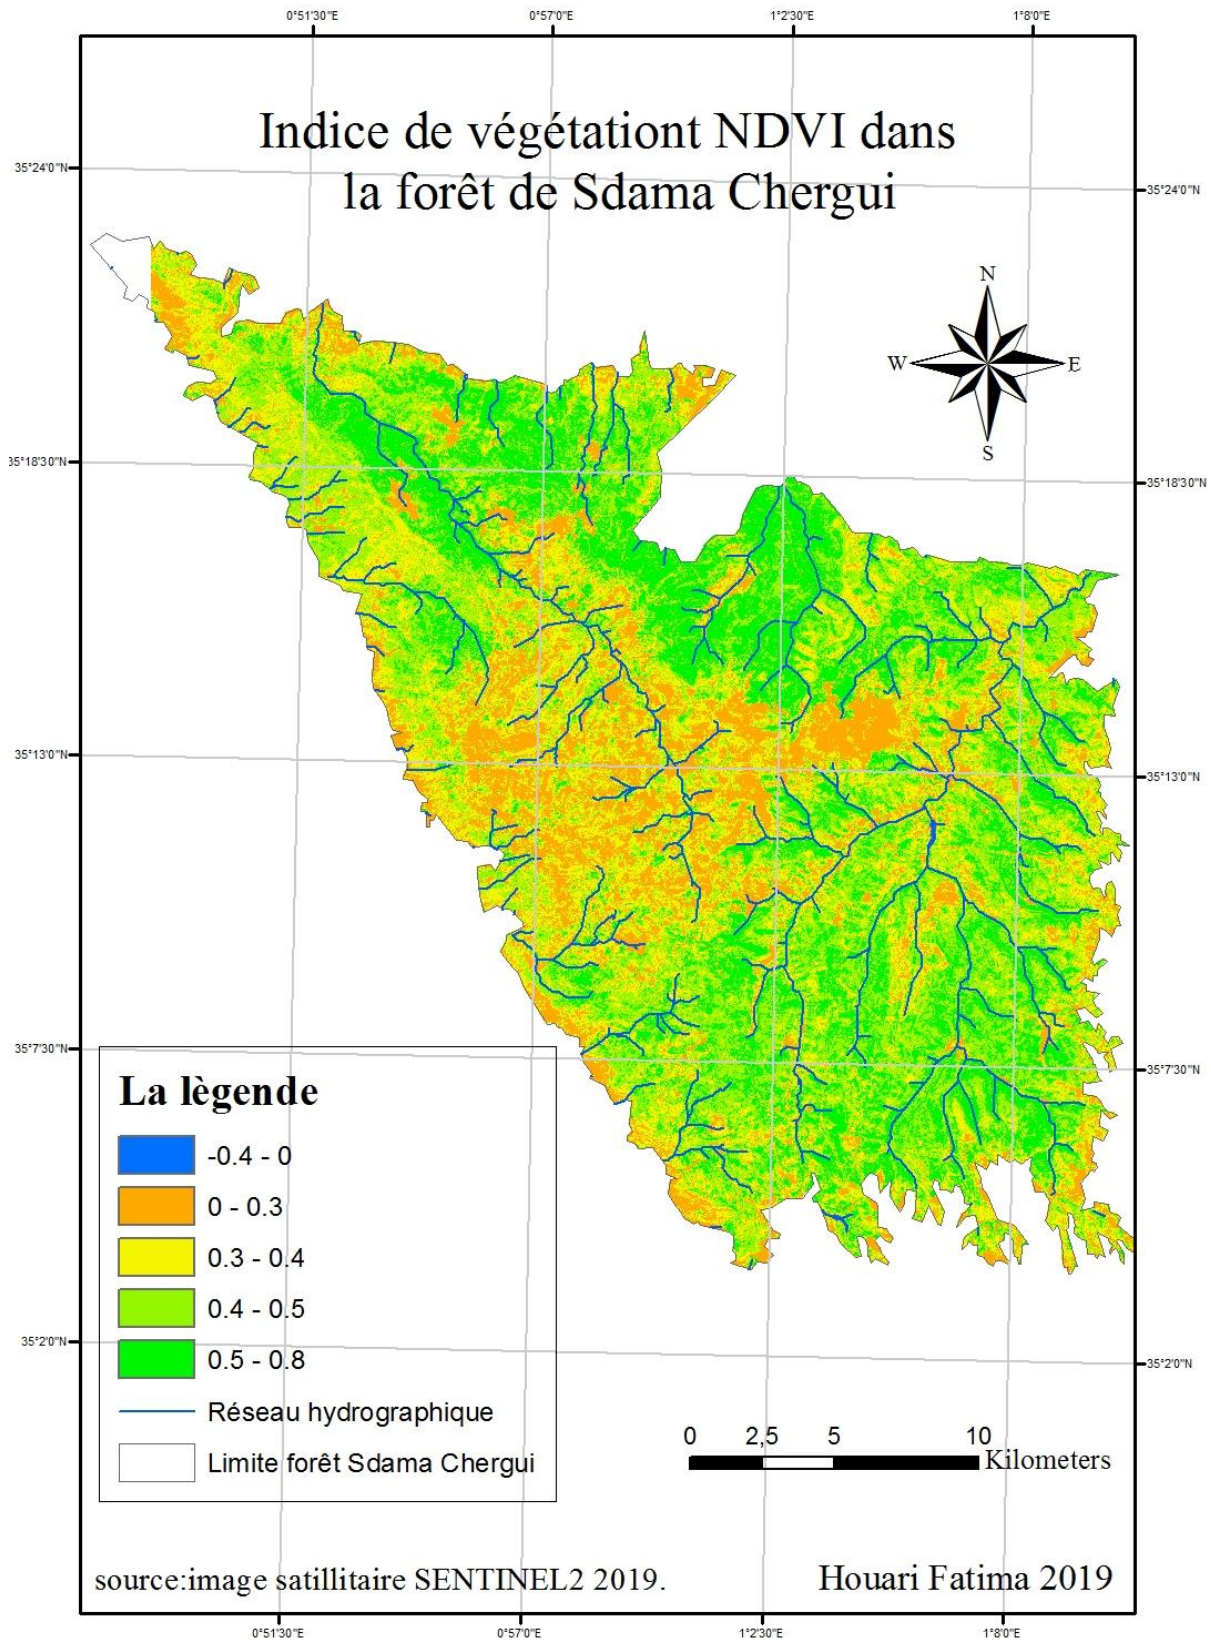 0°51'30"E 0°57'0"E 1°2'30"E 1°8'0"E
Indice de végétationt NDVI dans
la forêt de Sdama Chergui
35°24'0"N 35°24'0"N
N
W E
S
35°18'30"N 35°18'30"N
35°13'0"N 35°13'0"N
35°7'30"N 35°7'30"N
La lègende
-0.4 - 0
0 - 0.3
0.3 - 0.4
0.4 - 0.5
0.5 - 0.8
Réseau hydrographique
Limite forêt Sdama Chergui
35°2'0"N 35°2'0"N
0 2,5 5 10
Kilometers
source:image satillitaire SENTINEL2 2019.
Houari Fatima 2019
0°51'30"E 0°57'0"E 1°2'30"E 1°8'0"E